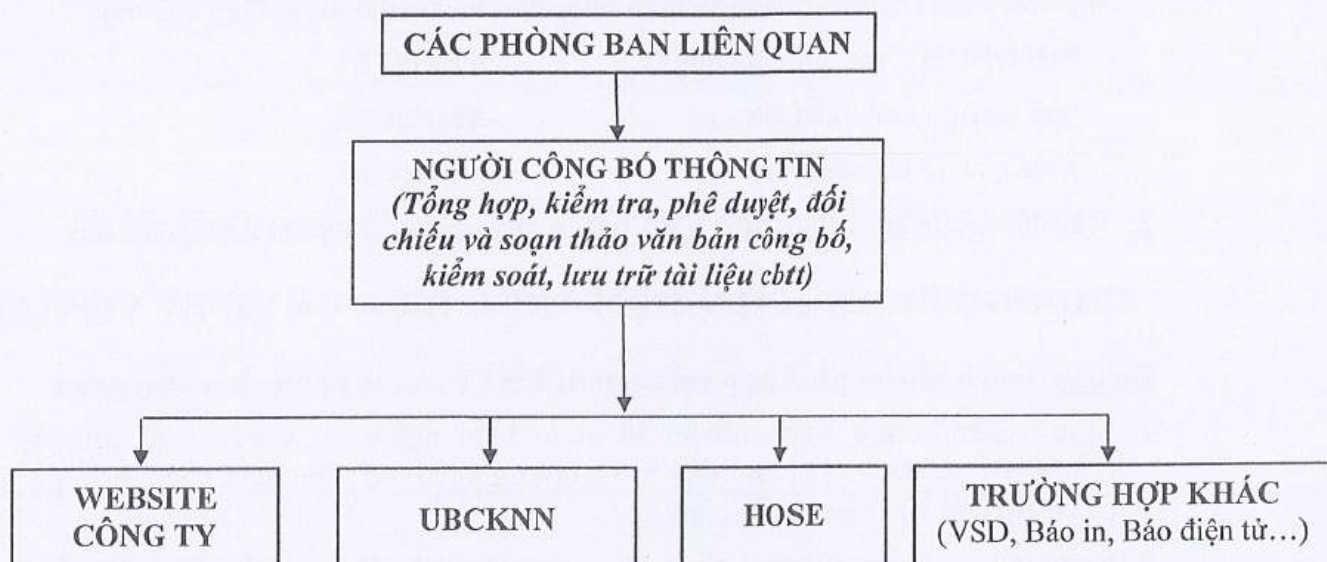 CÁC PHÒNG BAN LIÊN QUAN
NGƯỜI CÔNG BỐ THÔNG TIN
(Tổng hợp, kiểm tra, phê duyệt, đối
chiếu và soạn thảo văn bản công bố,
kiểm soát, lưu trữ tài liệu cbtt)
WEBSITE
CÔNG TY
UBCKNN
HOSE
TRƯỜNG HỢP KHÁC
(VSD, Báo in, Báo điện tử...)